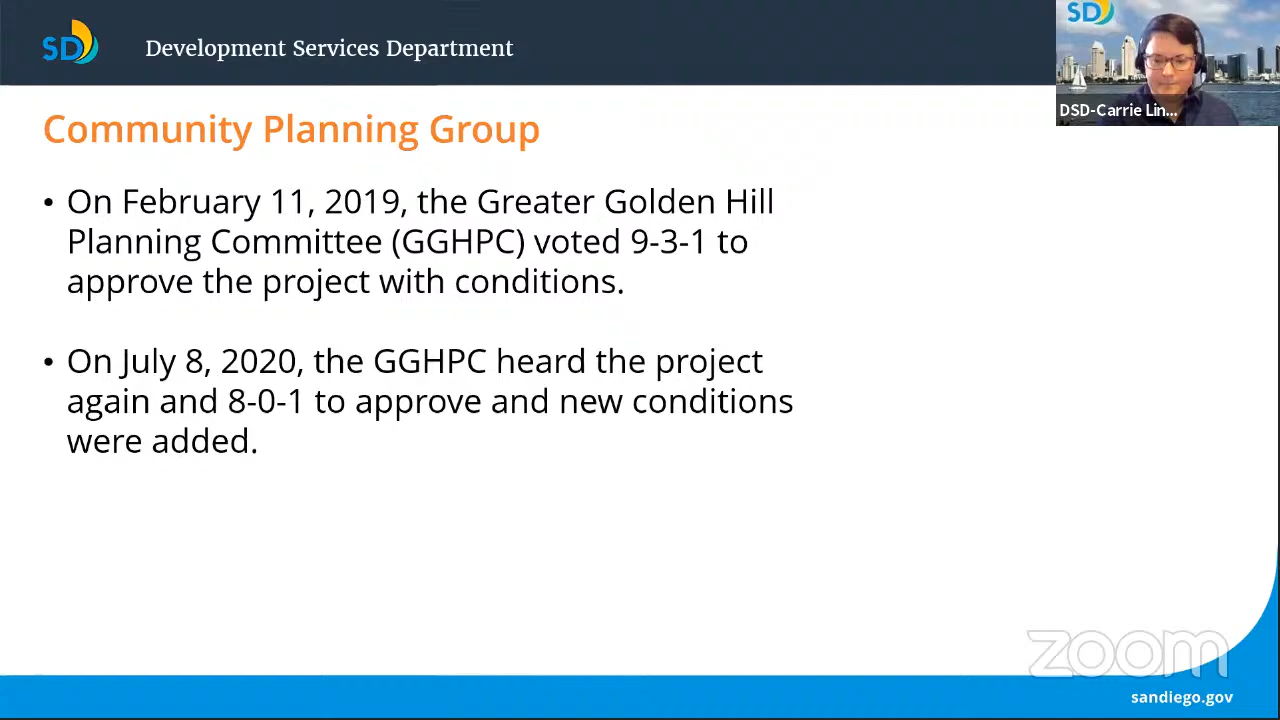 SD
Development Services Department
SD
DSD-Carrie Lin...
Community Planning Group
• On February 11, 2019, the Greater Golden Hill
Planning Committee (GGHPC) voted 9-3-1 to
approve the project with conditions.
• On July 8, 2020, the GGHPC heard the project
again and 8-0-1 to approve and new conditions
were added.
zoom
sandiego.gov